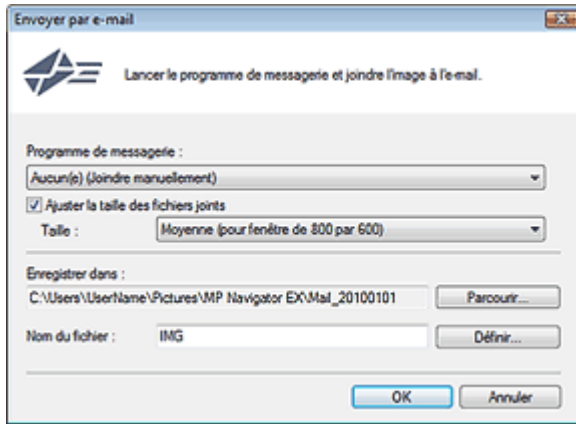 Envoyer par e-mail
Lancer le programme de messagerie et joindre l'image à l'e-mail.
Programme de messagerie :
Aucun(e) (Joindre manuellement)
Ajuster la taille des fichiers joints
Taille : Moyenne (pour fenêtre de 800 par 600)
Enregistrer dans :
C:\Users\UserName\Pictures\MP Navigator EX\Mail_20100101 Parcourir...
Nom du fichier : IMG Définir...
OK Annuler